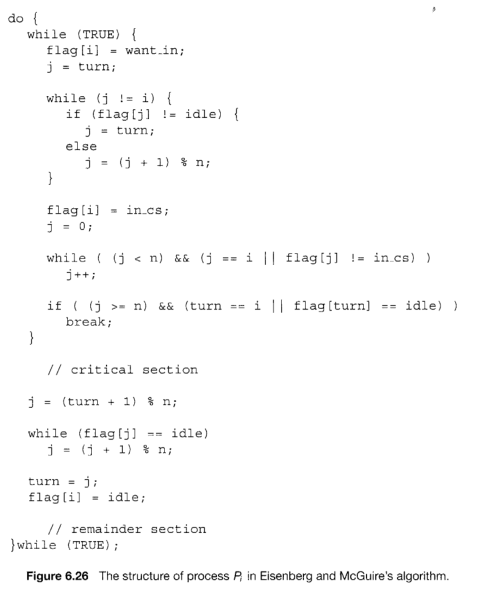 do {
while (TRUE) {
flag[i] = want_in;
j = turn;
while (j != i) {
if (flag[j] != idle) {
j = turn;
else
j = (j + 1) % n;
}
flag[i] = in_cs;
j = 0;
while ( (j < n) && (j == i || flag[j] != in_cs) )
j++;
if ( (j >= n) && (turn == i || flag[turn] == idle) )
break;
}
// critical section
j = (turn + 1) % n;
while (flag[j] == idle)
j = (j + 1) % n;
turn = j;
flag[i] = idle;
// remainder section
}while (TRUE);
Figure 6.26 The structure of process Pi in Eisenberg and McGuire's algorithm.